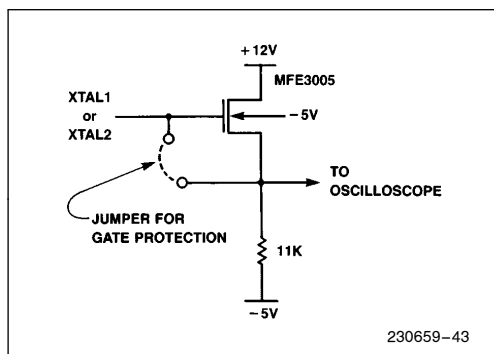 +12V
MFE3005
XTAL1
or
XTAL2
−5V
TO
OSCILLOSCOPE
JUMPER FOR
GATE PROTECTION
11K
−5V
230659–43